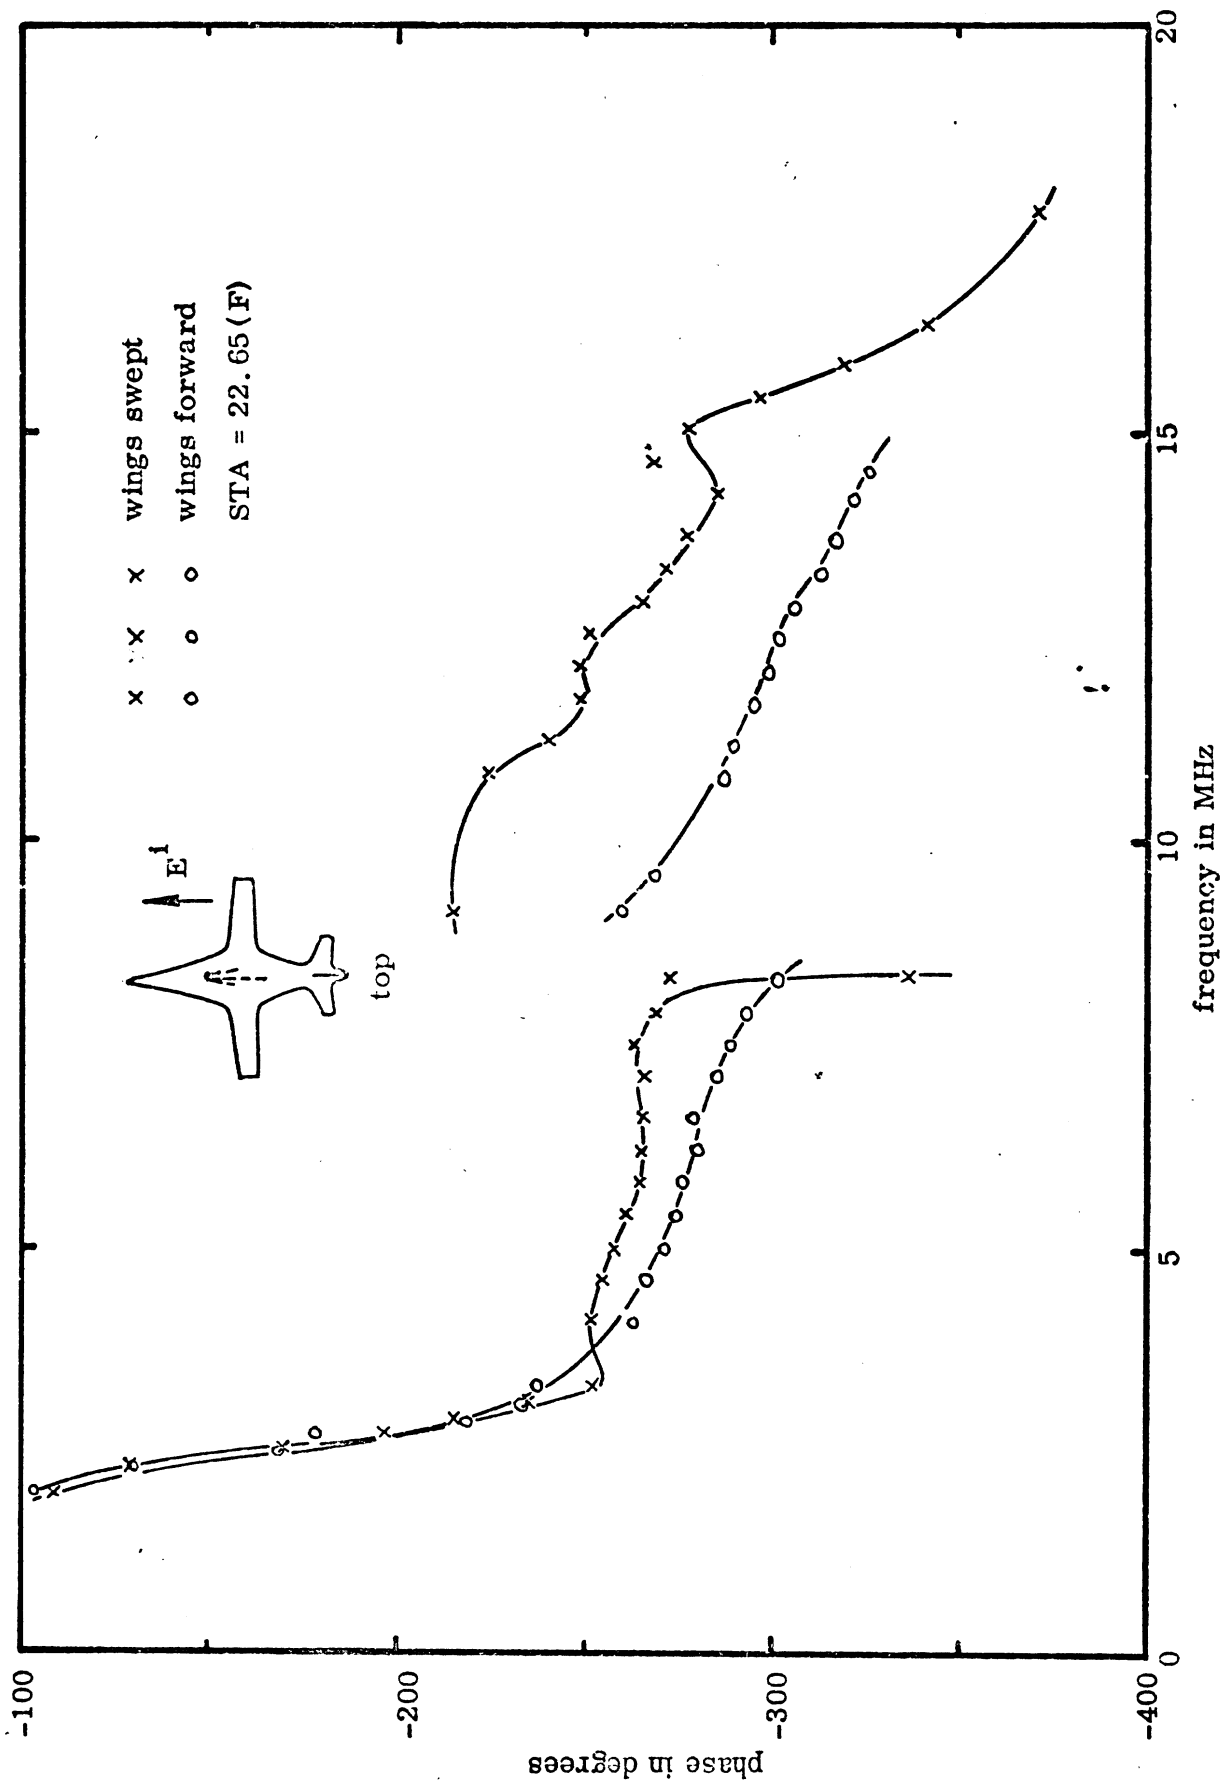 x x x wings swept
o o o wings forward
STA = 22.65(F)
E^i
top
-100
-200
-300
-400
phase in degrees
0 5 10 15 20
frequency in MHz